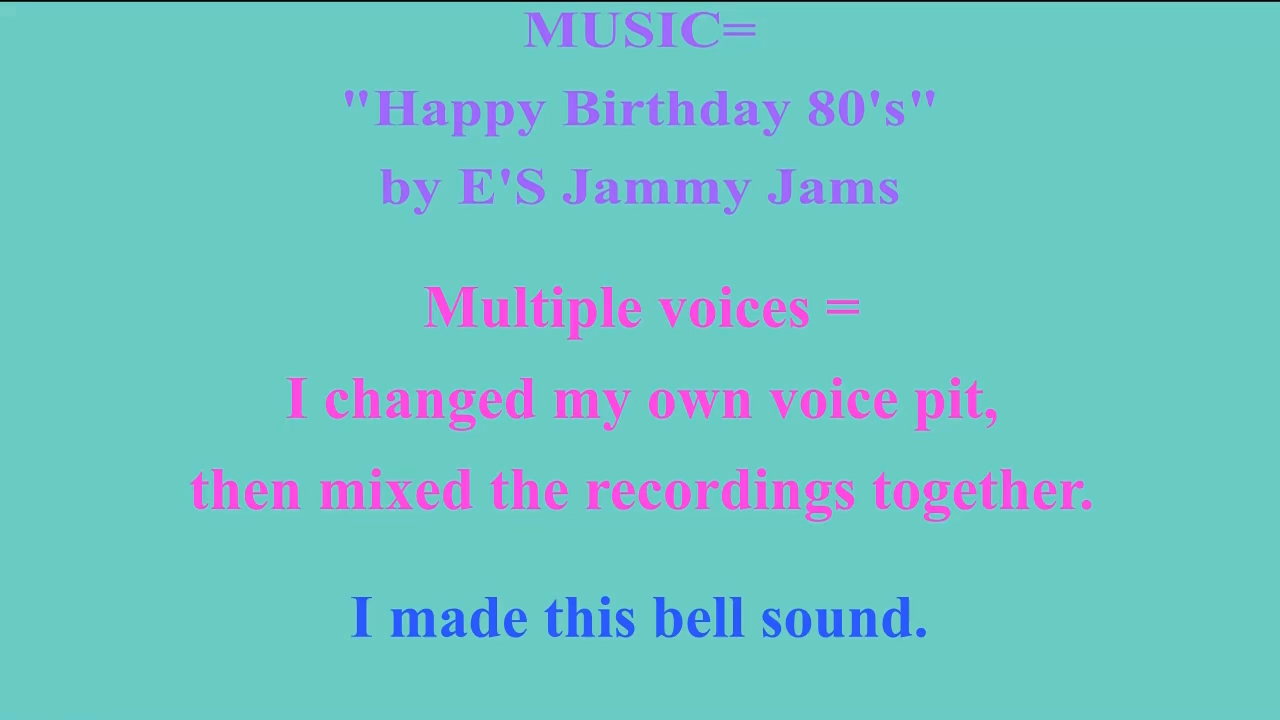 MUSIC=
"Happy Birthday 80's"
by E'S Jammy Jams
Multiple voices =
I changed my own voice pit,
then mixed the recordings together.
I made this bell sound.